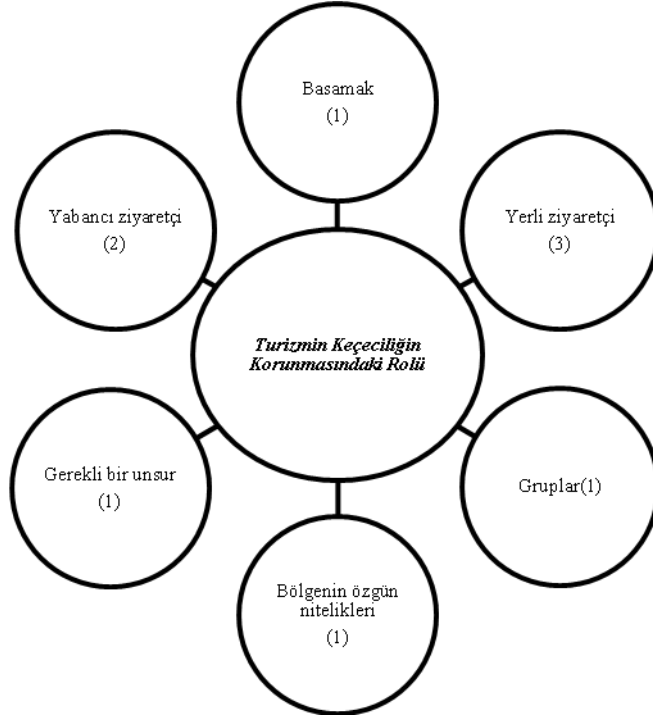 Basamak
(1)
Yabancı ziyaretçi
(2)
Yerli ziyaretçi
(3)
Turizmin Keçeciliğin
Korunmasındaki Rolü
Gerekli bir unsur
(1)
Gruplar(1)
Bölgenin özgün
nitelikleri
(1)